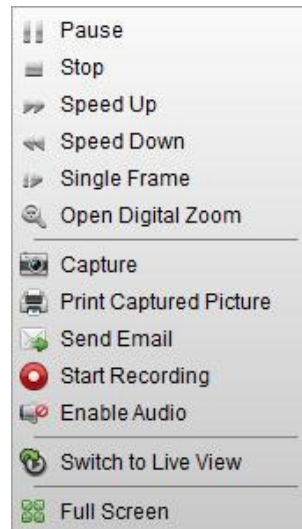 Pause
Stop
Speed Up
Speed Down
Single Frame
Open Digital Zoom
Capture
Print Captured Picture
Send Email
Start Recording
Enable Audio
Switch to Live View
Full Screen